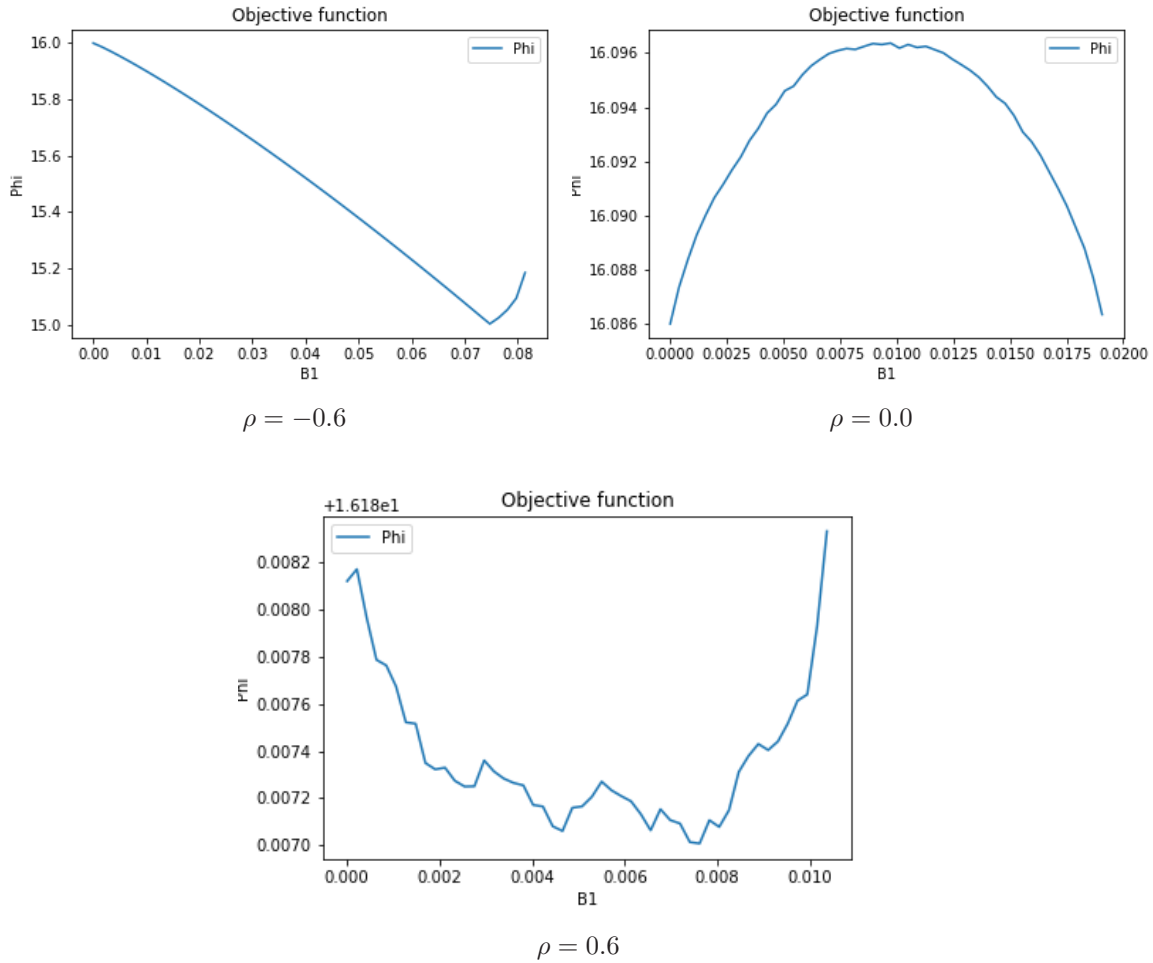 Objective function
Phi
16.0
15.8
15.6
15.4
15.2
15.0
Phi
0.00 0.01 0.02 0.03 0.04 0.05 0.06 0.07 0.08
B1
ρ = −0.6
Objective function
Phi
16.096
16.094
16.092
16.090
16.088
16.086
Phi
0.0000 0.0025 0.0050 0.0075 0.0100 0.0125 0.0150 0.0175 0.0200
B1
ρ = 0.0
Objective function
+1.618e1
Phi
0.0082
0.0080
0.0078
0.0076
0.0074
0.0072
0.0070
Phi
0.000 0.002 0.004 0.006 0.008 0.010
B1
ρ = 0.6